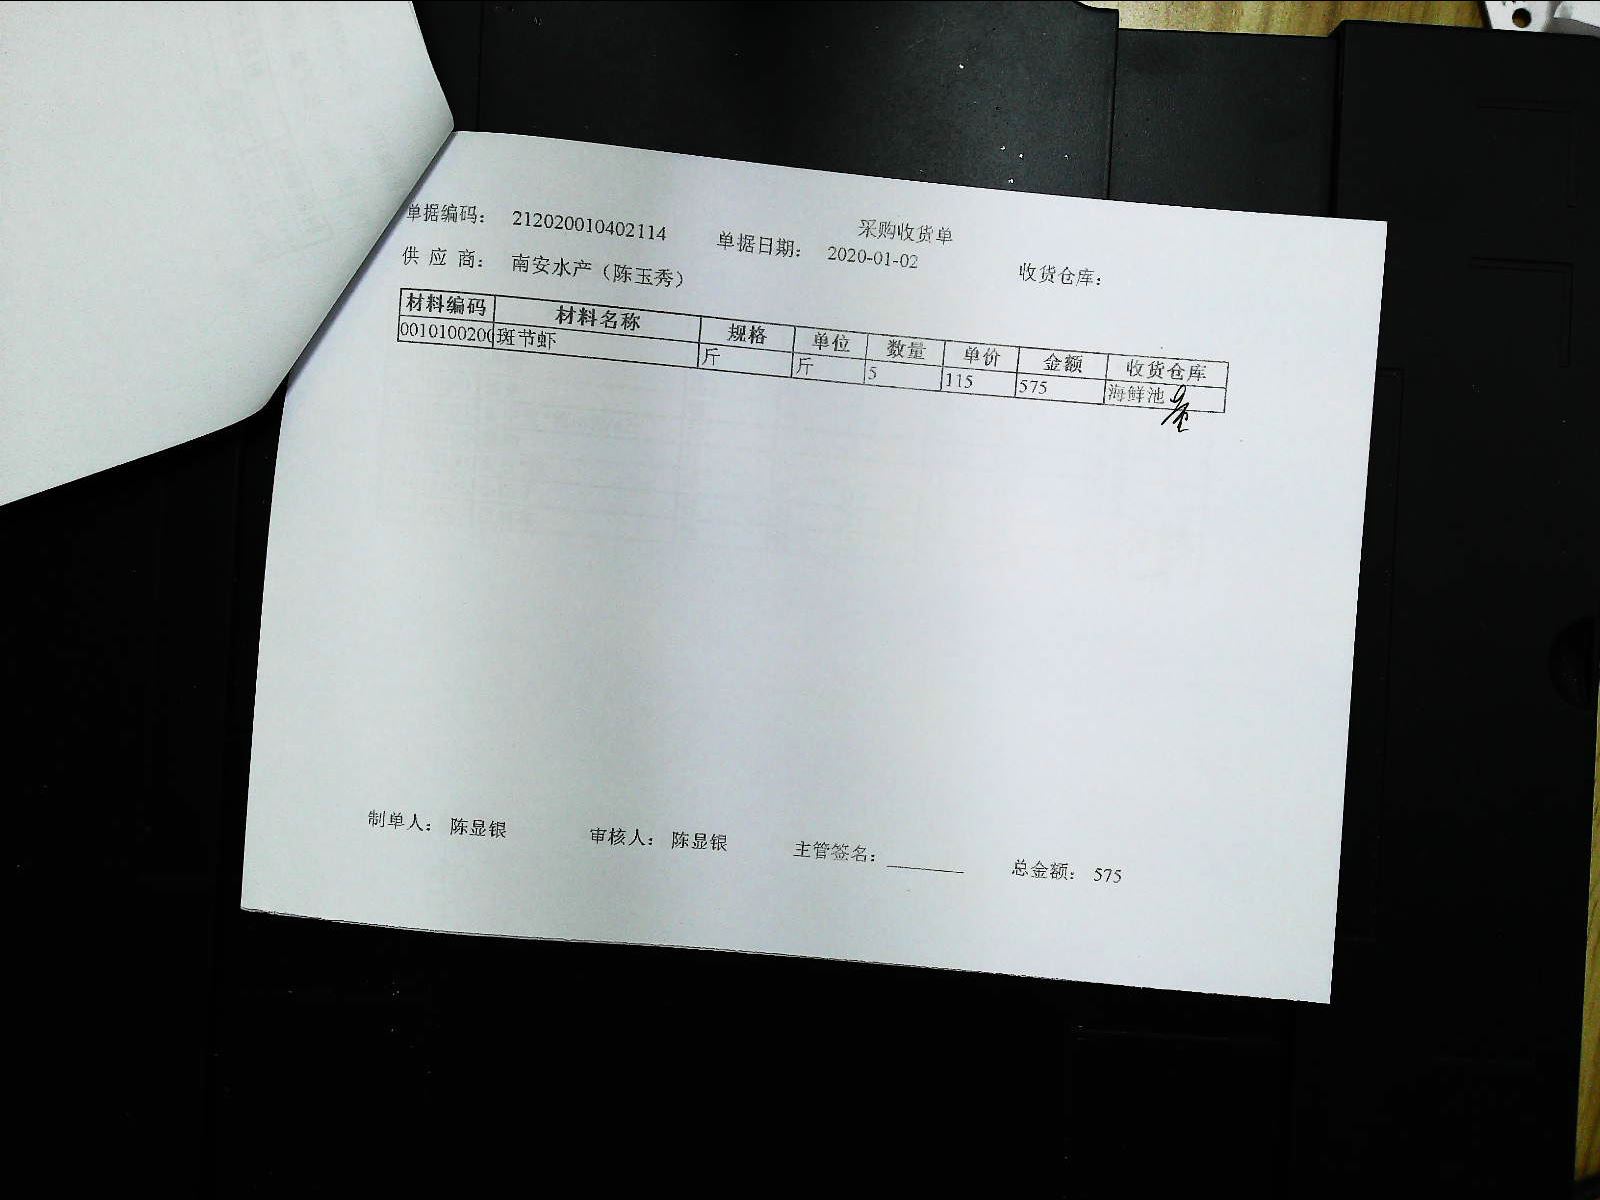 采购收货单
单据编码： 212020010402114 单据日期： 2020-01-02 收货仓库：
供 应 商： 南安水产（陈玉秀）
材料编码 材料名称 规格 单位 数量 单价 金额 收货仓库
0010100200 斑节虾 斤 斤 5 115 575 海鲜池
制单人： 陈显银 审核人： 陈显银 主管签名： 总金额： 575